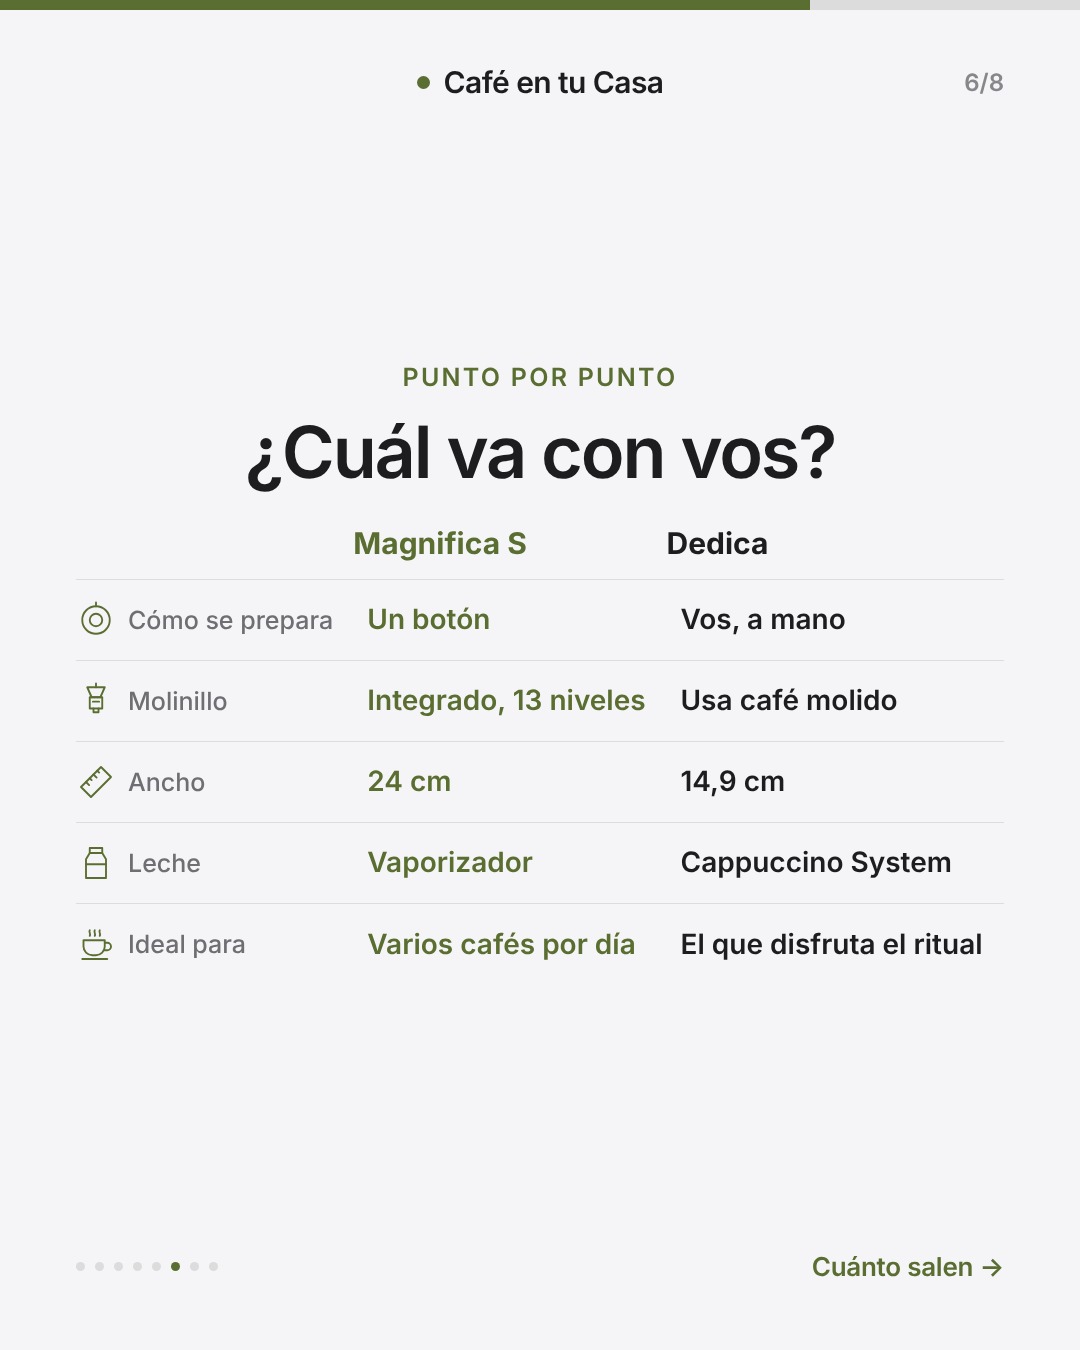 Café en tu Casa
6/8
PUNTO POR PUNTO
¿Cuál va con vos?
Magnifica S Dedica
Cómo se prepara Un botón Vos, a mano
Molinillo Integrado, 13 niveles Usa café molido
Ancho 24 cm 14,9 cm
Leche Vaporizador Cappuccino System
Ideal para Varios cafés por día El que disfruta el ritual
Cuánto salen →